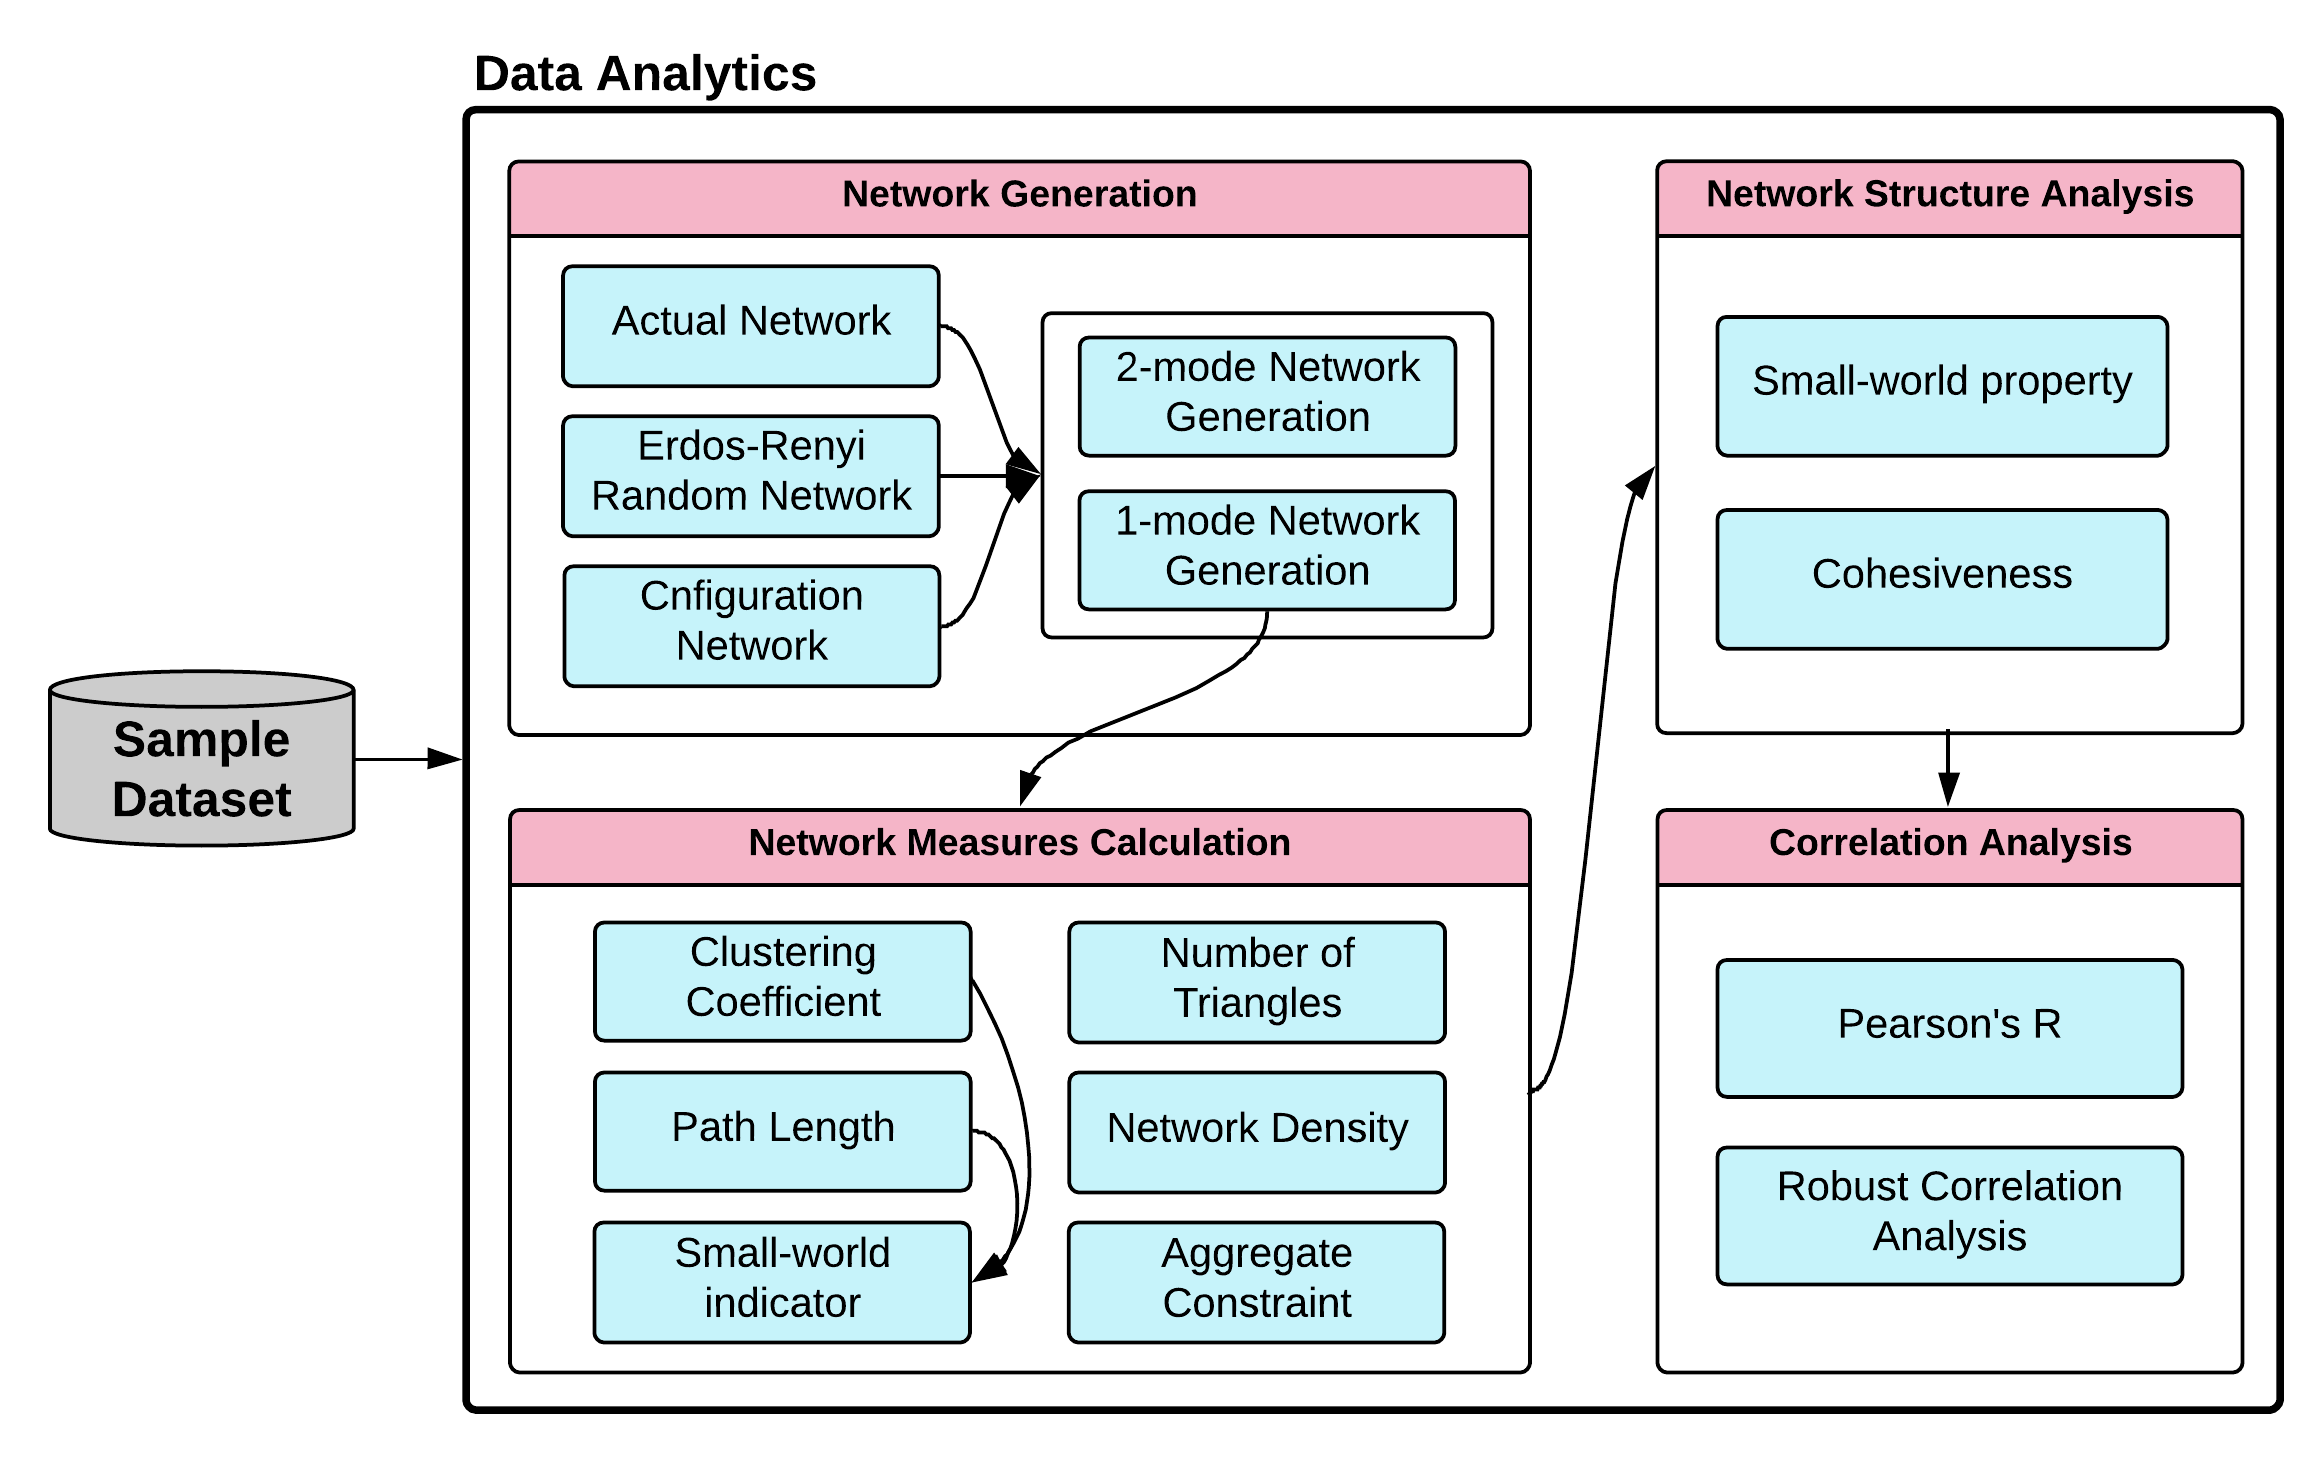 Data Analytics
Sample
Dataset
Network Generation
Actual Network
Erdos-Renyi
Random Network
Cnfiguration
Network
2-mode Network
Generation
1-mode Network
Generation
Network Measures Calculation
Clustering
Coefficient
Path Length
Small-world
indicator
Number of
Triangles
Network Density
Aggregate
Constraint
Network Structure Analysis
Small-world property
Cohesiveness
Correlation Analysis
Pearson's R
Robust Correlation
Analysis